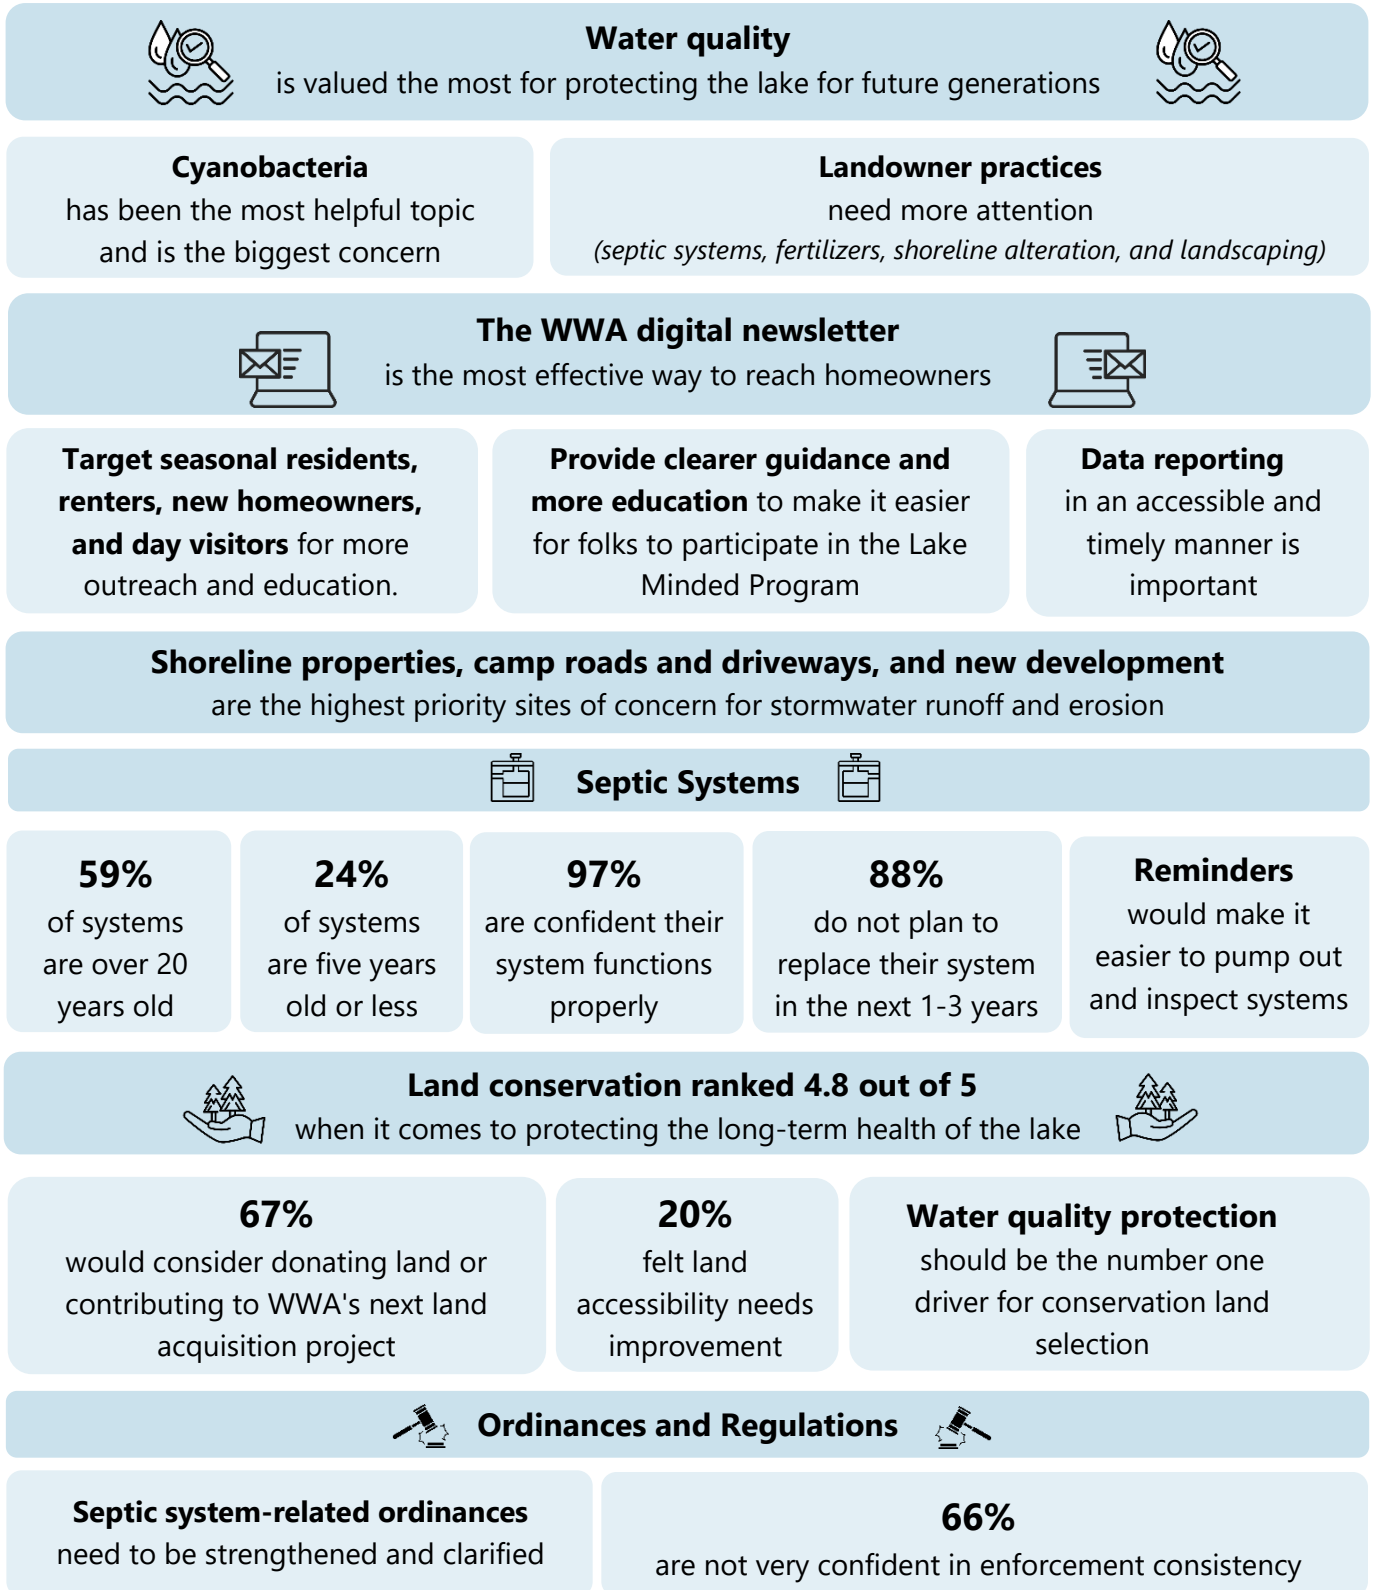 Water quality
is valued the most for protecting the lake for future generations
Cyanobacteria
has been the most helpful topic
and is the biggest concern
Landowner practices
need more attention
(septic systems, fertilizers, shoreline alteration, and landscaping)
The WWA digital newsletter
is the most effective way to reach homeowners
Target seasonal residents,
renters, new homeowners,
and day visitors for more
outreach and education.
Provide clearer guidance and
more education to make it easier
for folks to participate in the Lake
Minded Program
Data reporting
in an accessible and
timely manner is
important
Shoreline properties, camp roads and driveways, and new development
are the highest priority sites of concern for stormwater runoff and erosion
Septic Systems
59%
of systems
are over 20
years old
24%
of systems
are five years
old or less
97%
are confident their
system functions
properly
88%
do not plan to
replace their system
in the next 1-3 years
Reminders
would make it
easier to pump out
and inspect systems
Land conservation ranked 4.8 out of 5
when it comes to protecting the long-term health of the lake
67%
would consider donating land or
contributing to WWA's next land
acquisition project
20%
felt land
accessibility needs
improvement
Water quality protection
should be the number one
driver for conservation land
selection
Ordinances and Regulations
Septic system-related ordinances
need to be strengthened and clarified
66%
are not very confident in enforcement consistency